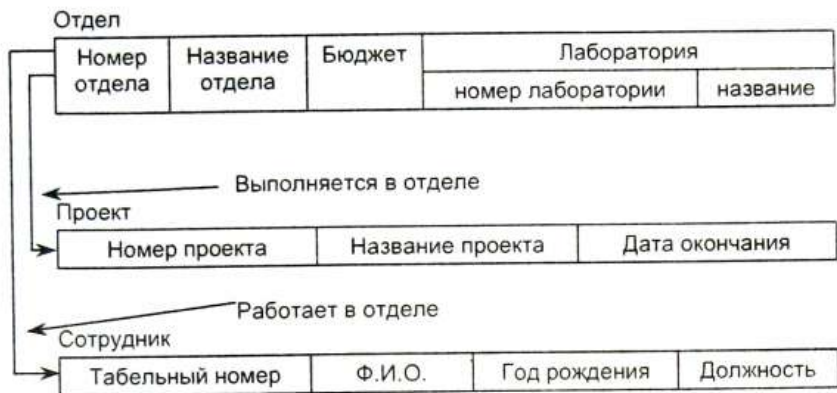 Отдел
Номер отдела
Название отдела
Бюджет
Лаборатория
номер лаборатории
название
Выполняется в отделе
Проект
Номер проекта
Название проекта
Дата окончания
Работает в отделе
Сотрудник
Табельный номер
Ф.И.О.
Год рождения
Должность